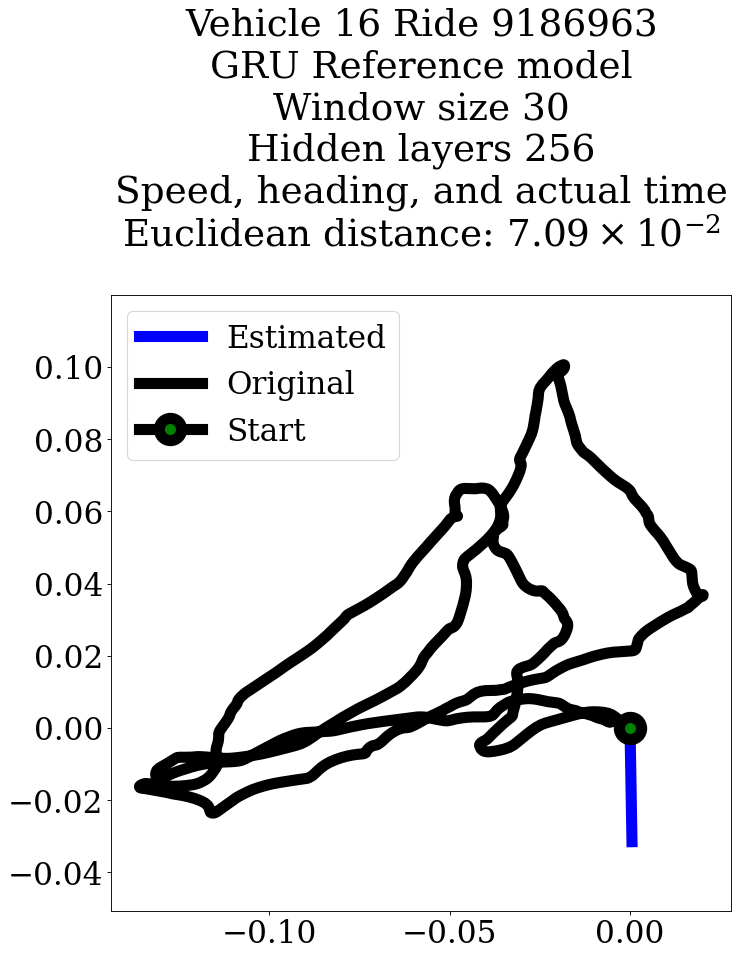 Vehicle 16 Ride 9186963
GRU Reference model
Window size 30
Hidden layers 256
Speed, heading, and actual time
Euclidean distance: 7.09 × 10⁻²
Estimated
Original
Start
0.10
0.08
0.06
0.04
0.02
0.00
−0.02
−0.04
−0.10 −0.05 0.00